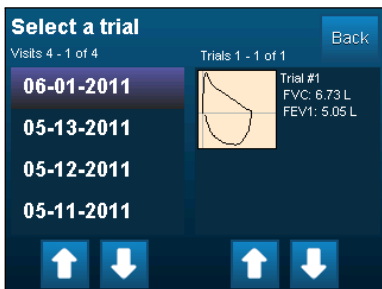 Select a trial
Back
Visits 4 - 1 of 4
Trials 1 - 1 of 1
06-01-2011
05-13-2011
05-12-2011
05-11-2011
Trial #1
FVC: 6.73 L
FEV1: 5.05 L